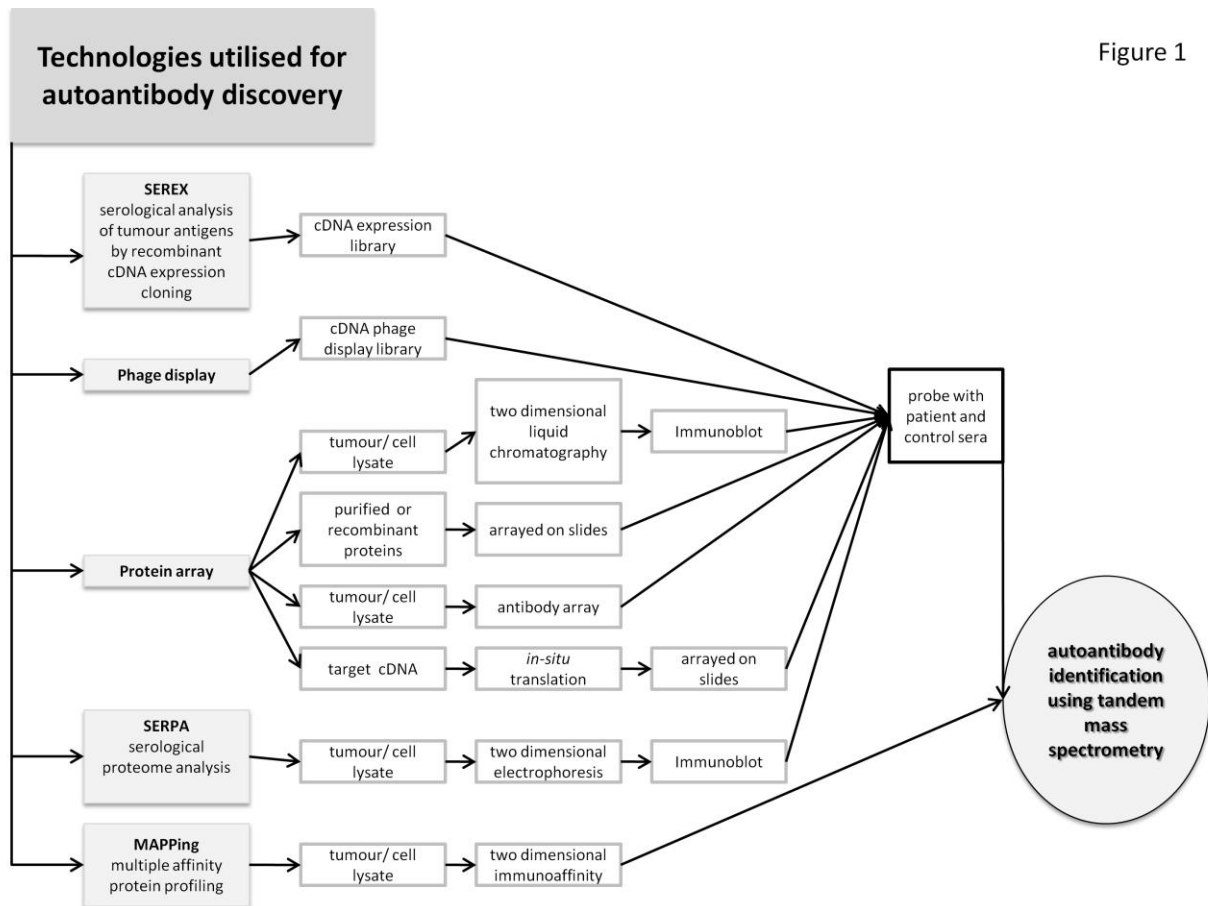 Technologies utilised for
autoantibody discovery
Figure 1
SEREX
serological analysis
of tumour antigens
by recombinant
cDNA expression
cloning
cDNA expression
library
Phage display
cDNA phage
display library
Protein array
tumour/ cell
lysate
two dimensional
liquid
chromatography
Immunoblot
purified or
recombinant
proteins
arrayed on slides
tumour/ cell
lysate
antibody array
target cDNA
in-situ
translation
arrayed on
slides
SERPA
serological
proteome analysis
tumour/ cell
lysate
two dimensional
electrophoresis
Immunoblot
MAPPing
multiple affinity
protein profiling
tumour/ cell
lysate
two dimensional
immunoaffinity
probe with
patient and
control sera
autoantibody
identification
using tandem
mass
spectrometry